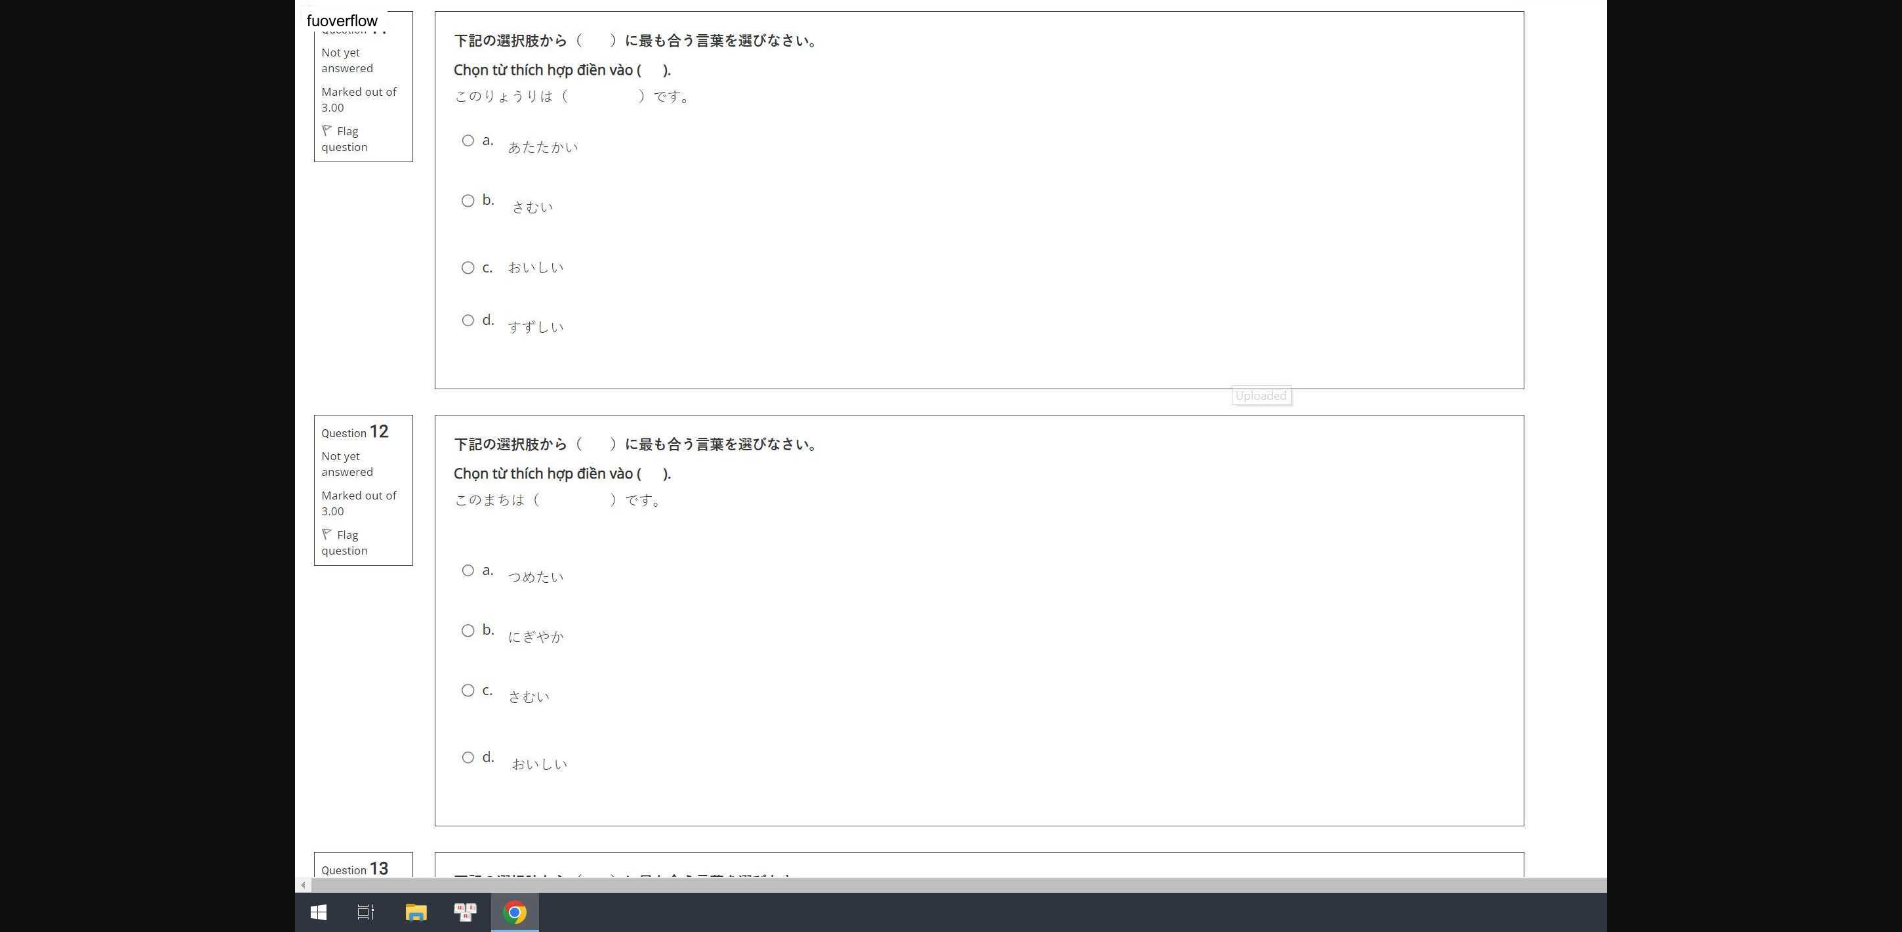 fuoverflow
Not yet
answered
Marked out of
3.00
Flag
question
下記の選択肢から（　　）に最も合う言葉を選びなさい。
Chọn từ thích hợp điền vào (     ).
このりょうりは（　　　　　）です。
a. あたたかい
b. さむい
c. おいしい
d. すずしい
Uploaded
Question 12
Not yet
answered
Marked out of
3.00
Flag
question
下記の選択肢から（　　）に最も合う言葉を選びなさい。
Chọn từ thích hợp điền vào (     ).
このまちは（　　　　　）です。
a. つめたい
b. にぎやか
c. さむい
d. おいしい
Question 13